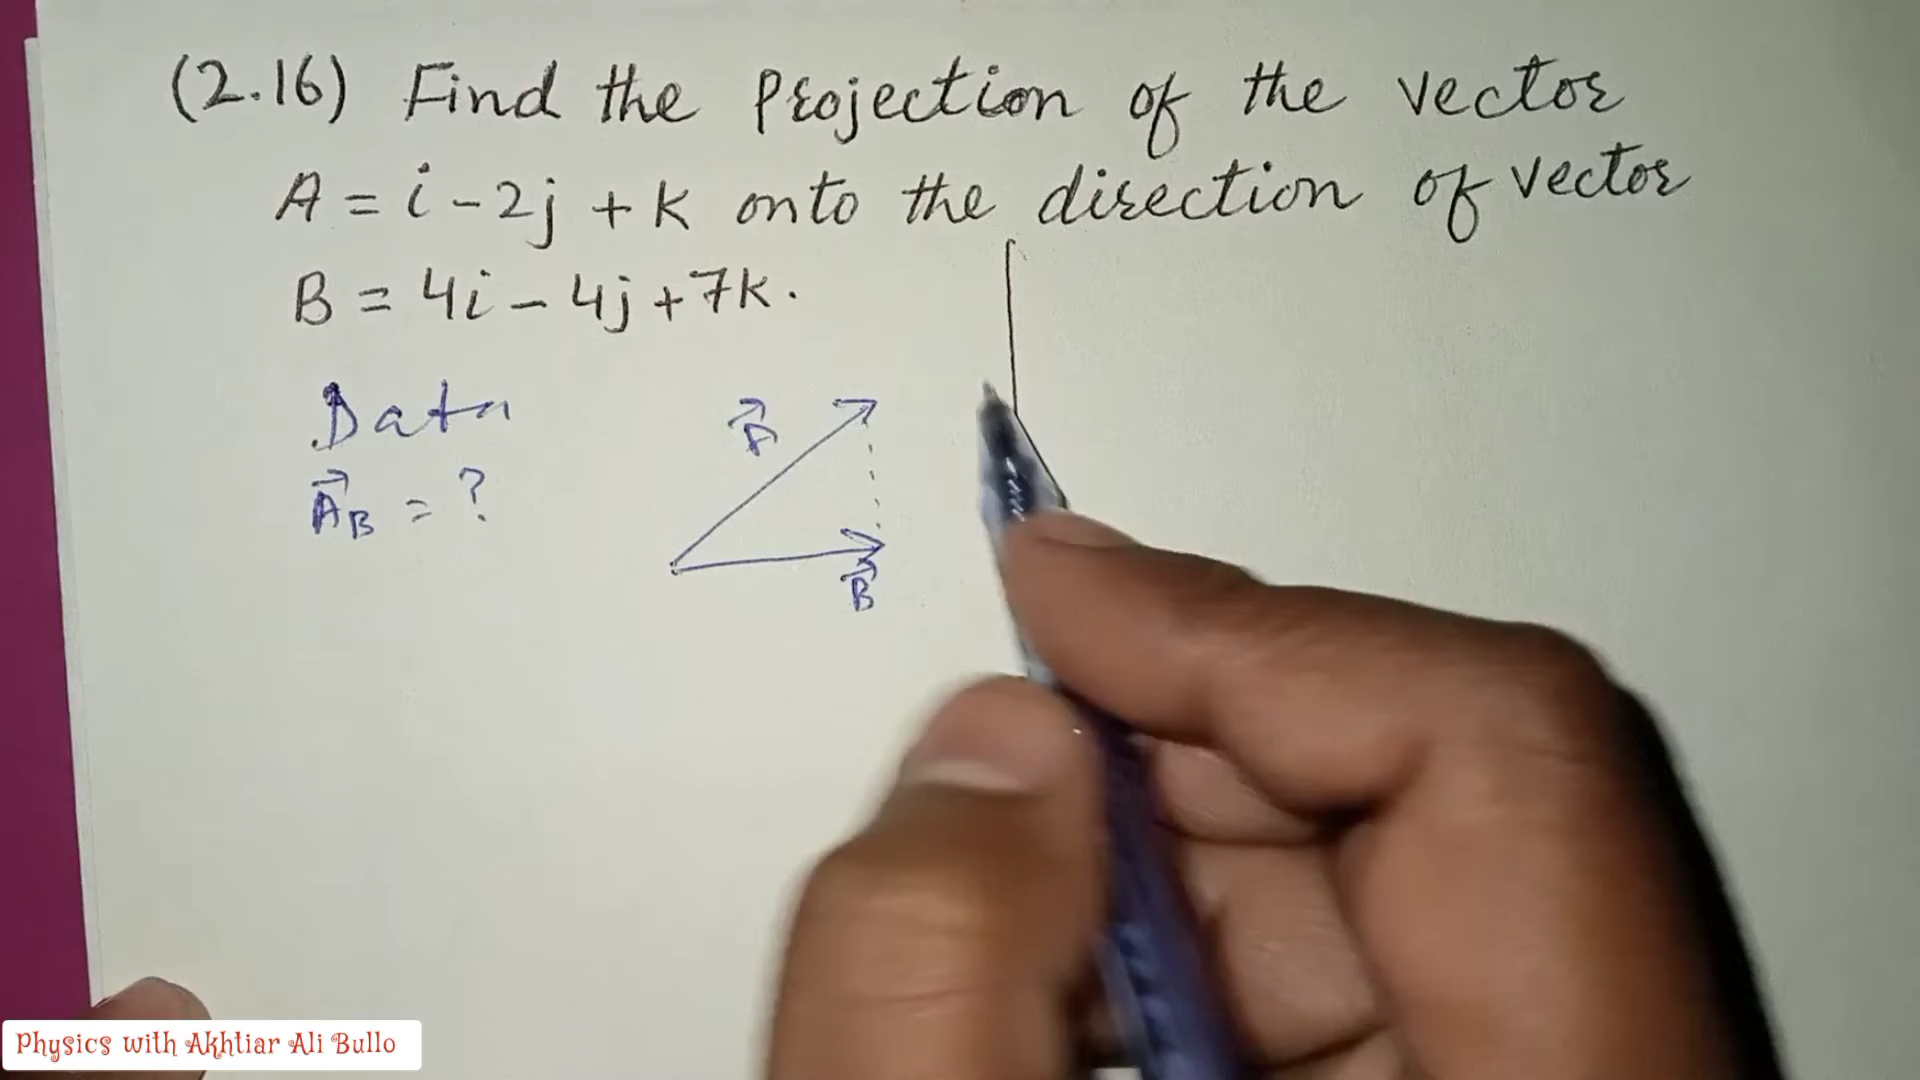 (2.16) Find the Projection of the vector
A = i - 2j + k onto the direction of vector
B = 4i - 4j + 7k.
Data
A⃗_B = ?
A⃗
B⃗
Physics with Akhtiar Ali Bullo